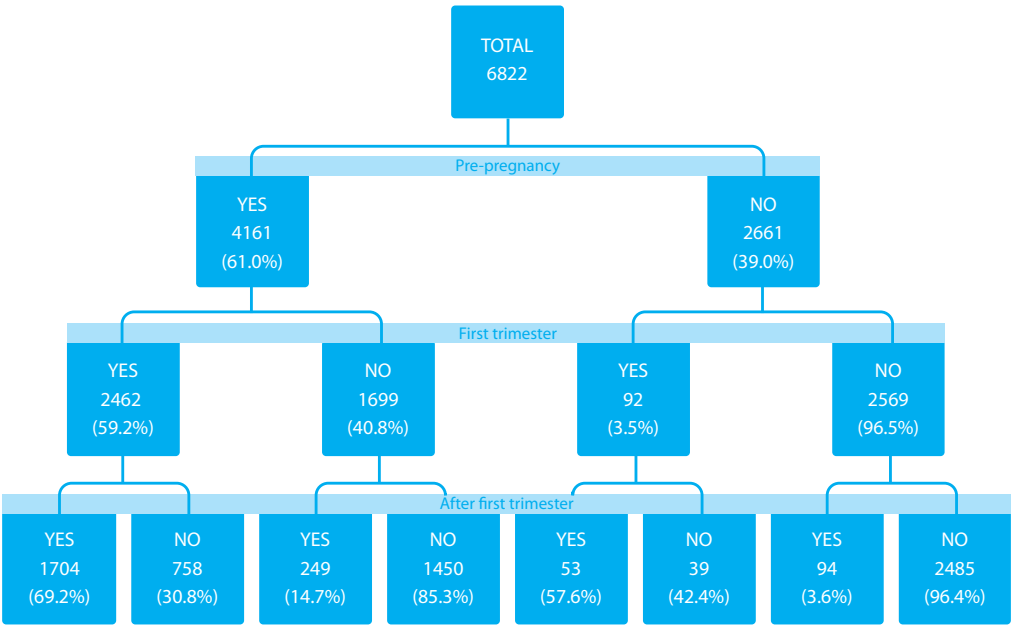 TOTAL
6822
Pre-pregnancy
YES
4161
(61.0%)
NO
2661
(39.0%)
First trimester
YES
2462
(59.2%)
NO
1699
(40.8%)
YES
92
(3.5%)
NO
2569
(96.5%)
After first trimester
YES
1704
(69.2%)
NO
758
(30.8%)
YES
249
(14.7%)
NO
1450
(85.3%)
YES
53
(57.6%)
NO
39
(42.4%)
YES
94
(3.6%)
NO
2485
(96.4%)